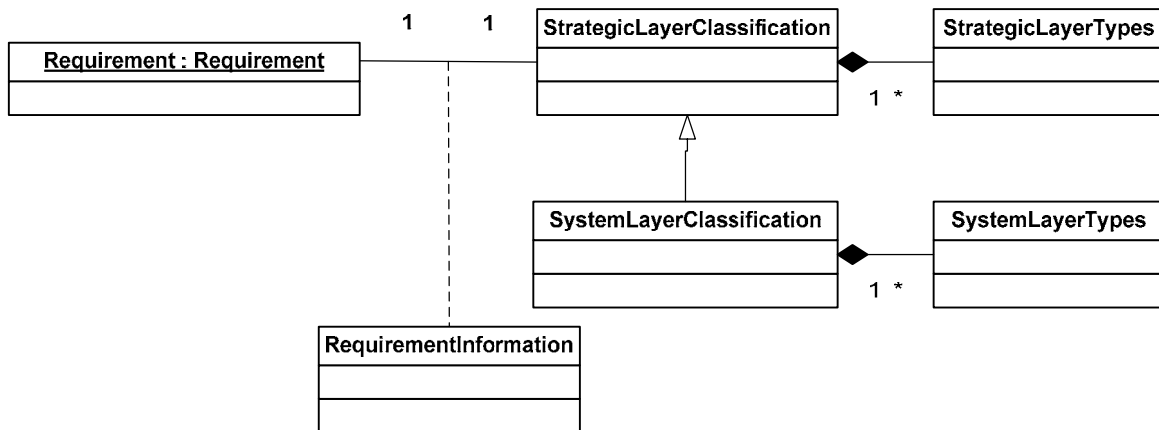 1 1
StrategicLayerClassification
StrategicLayerTypes
Requirement : Requirement
1 *
SystemLayerClassification
SystemLayerTypes
1 *
RequirementInformation